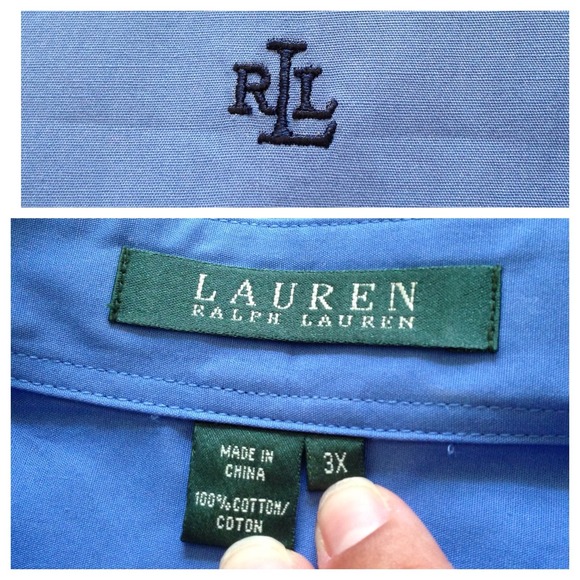 RLL
LAUREN
RALPH LAUREN
MADE IN
CHINA
100% COTTON/
COTON
3X